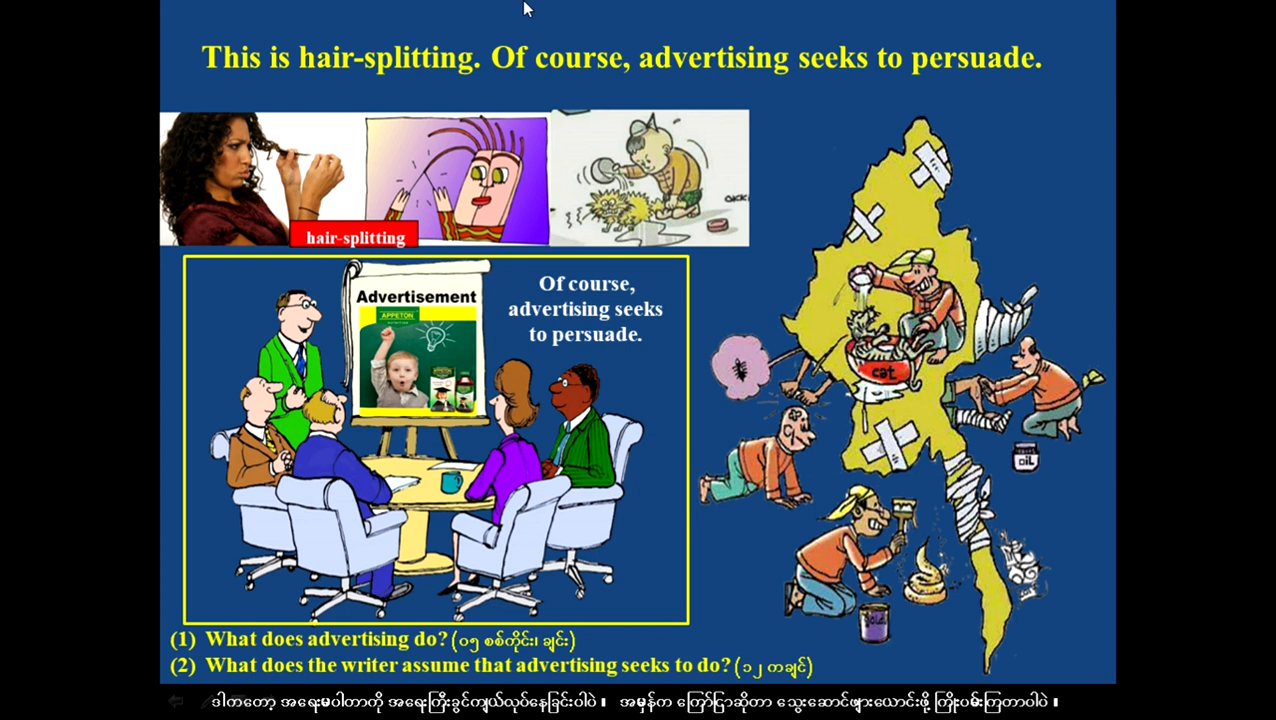 This is hair-splitting. Of course, advertising seeks to persuade.
hair-splitting
Advertisement
APPETON
Of course,
advertising seeks
to persuade.
cat
OIL
gold
(1) What does advertising do? (၀၅ စစ်ကိုင်း၊ ချင်း)
(2) What does the writer assume that advertising seeks to do? (၁၂ ကချင်)
ဒါကတော့ အရေးမပါတာကို အရေးကြီးခွင်ကျယ်လုပ်နေခြင်းပါပဲ ။ အမှန်က ကြော်ငြာဆိုတာ သွေးဆောင်ဖျားယောင်းဖို့ ကြိုးပမ်းကြတာပါပဲ ။